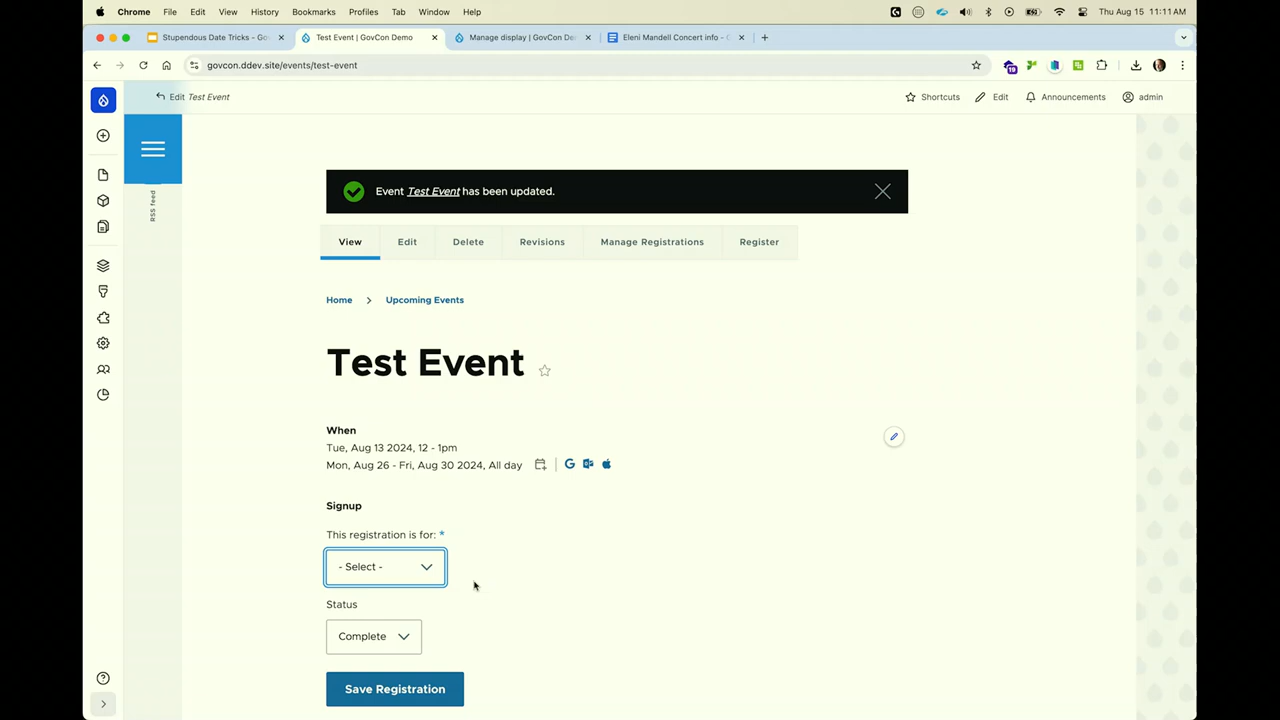 Chrome File Edit View History Bookmarks Profiles Tab Window Help Thu Aug 15 11:11 AM
Stupendous Date Tricks - Go Test Event | GovCon Demo Manage display | GovCon De Eleni Mandell Concert info - G
govcon.ddev.site/events/test-event 19
Edit Test Event Shortcuts Edit Announcements admin
RSS feed
Event Test Event has been updated.
View Edit Delete Revisions Manage Registrations Register
Home Upcoming Events
Test Event
When
Tue, Aug 13 2024, 12 - 1pm
Mon, Aug 26 - Fri, Aug 30 2024, All day
Signup
This registration is for: *
- Select -
Status
Complete
Save Registration